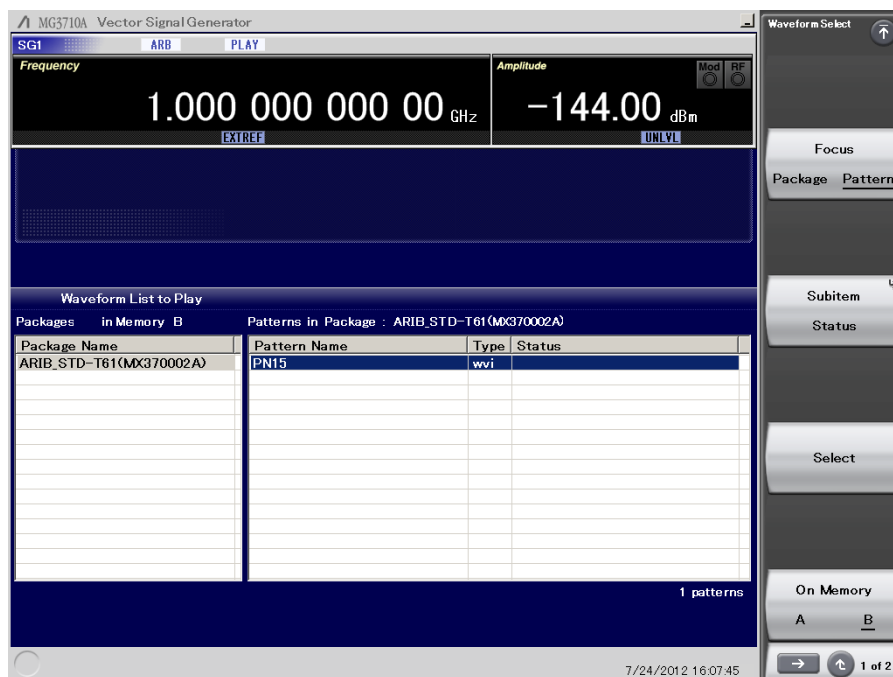 MG3710A Vector Signal Generator
SG1 ARB PLAY
Frequency
1.000 000 000 00 GHz
EXTREF
Amplitude
Mod RF
-144.00 dBm
UNLVL
Waveform List to Play
Packages in Memory B
Patterns in Package : ARIB_STD-T61(MX370002A)
Package Name
Pattern Name Type Status
ARIB_STD-T61(MX370002A)
PN15 wvi
1 patterns
7/24/2012 16:07:45
Waveform Select
Focus
Package Pattern
Subitem
Status
Select
On Memory
A B
1 of 2